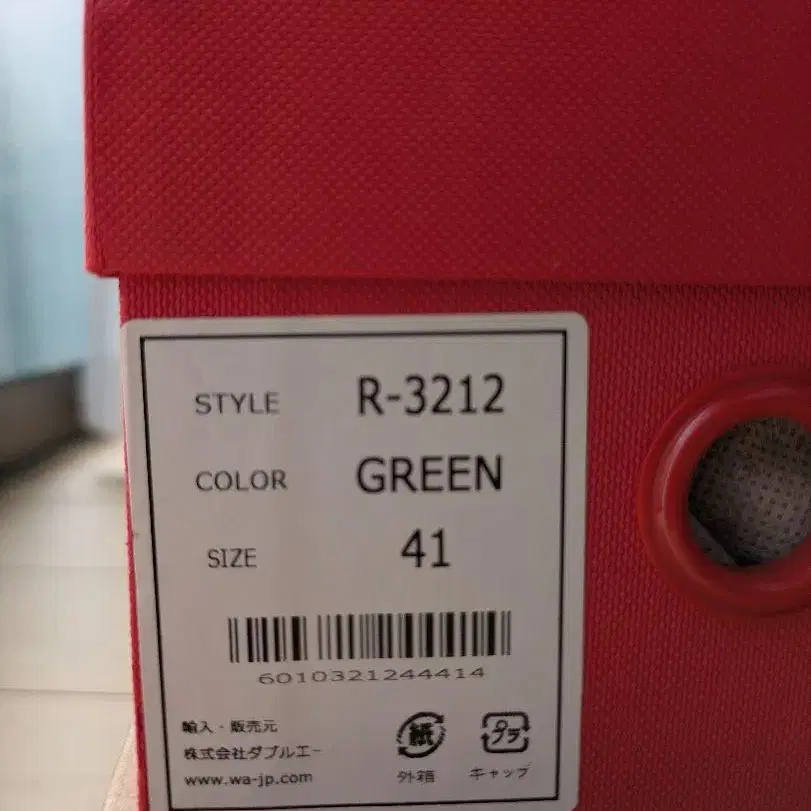 STYLE R-3212
COLOR GREEN
SIZE 41
6010321244414
輸入・販売元
株式会社ダブルエー
www.wa-jp.com
紙 プラ
外箱 キャップ